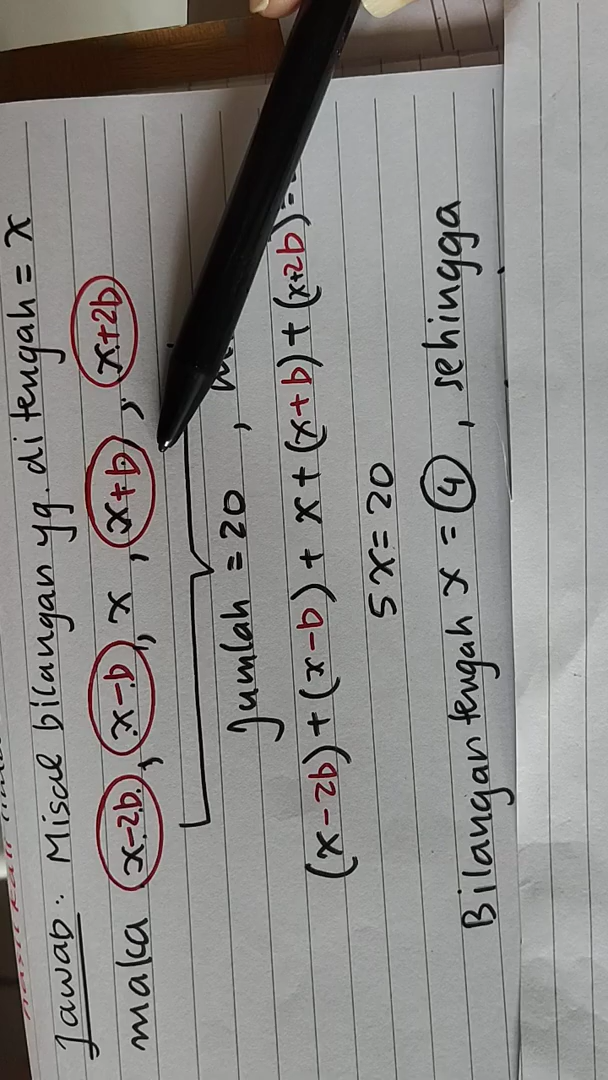 Jawab. Misal bilangan yg. di tengah = x
maka x-2b, x-b, x, x+b, x+2b
Jumlah = 20,
(x-2b)+(x-b)+x+(x+b)+(x+2b)
5x=20
Bilangan tengah x = 4, sehingga